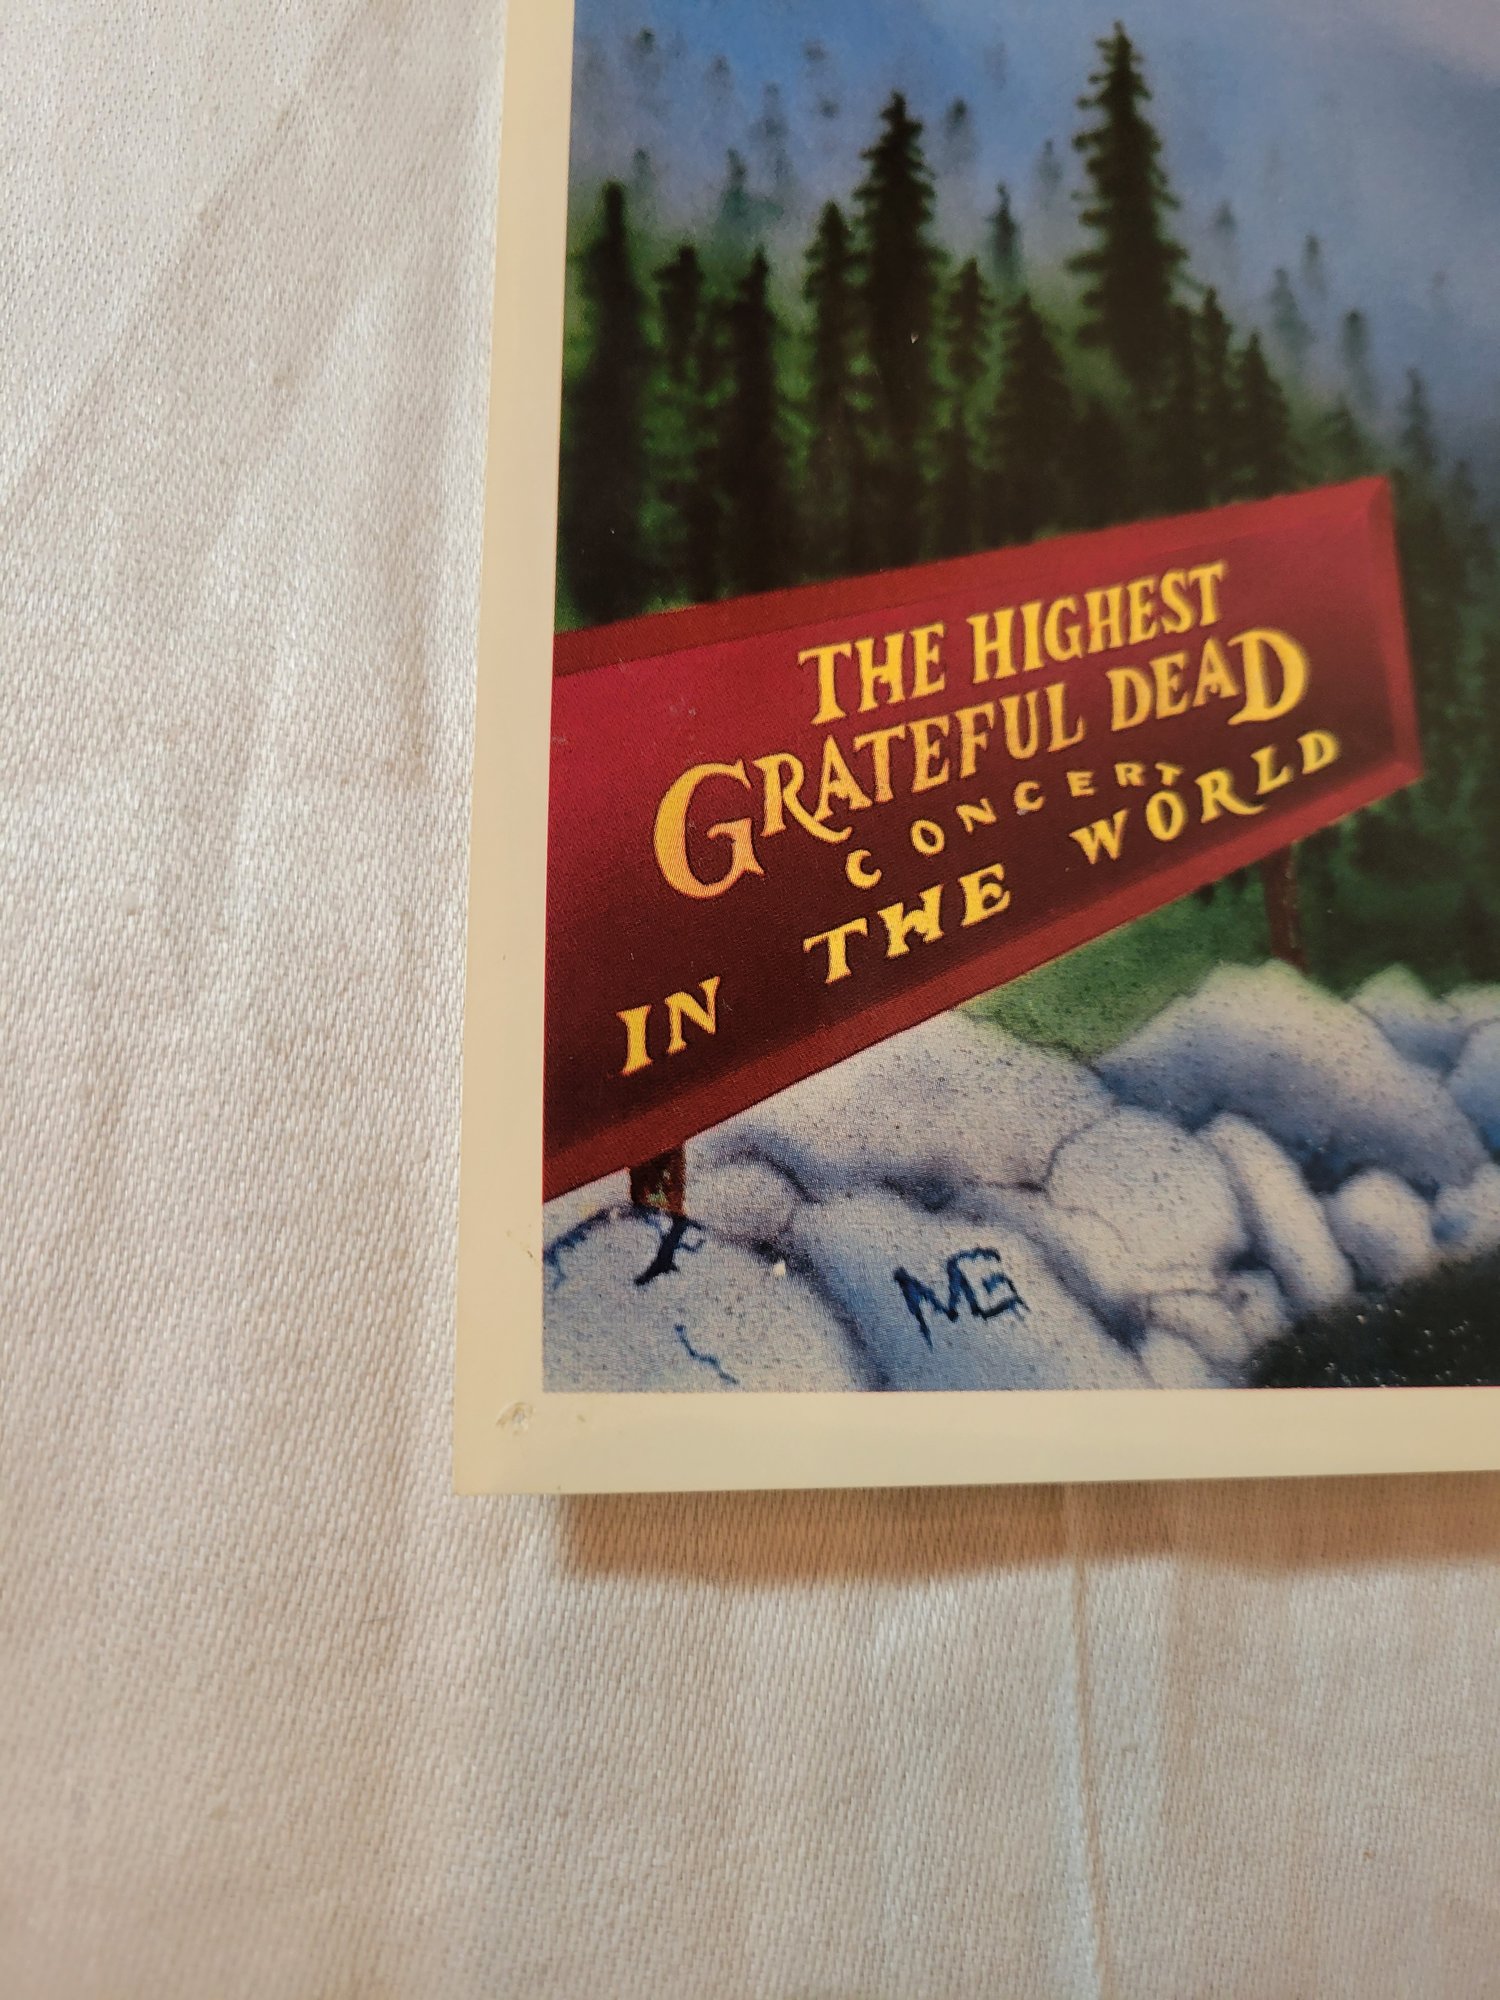 THE HIGHEST
GRATEFUL DEAD
CONCERT
IN THE WORLD
MG